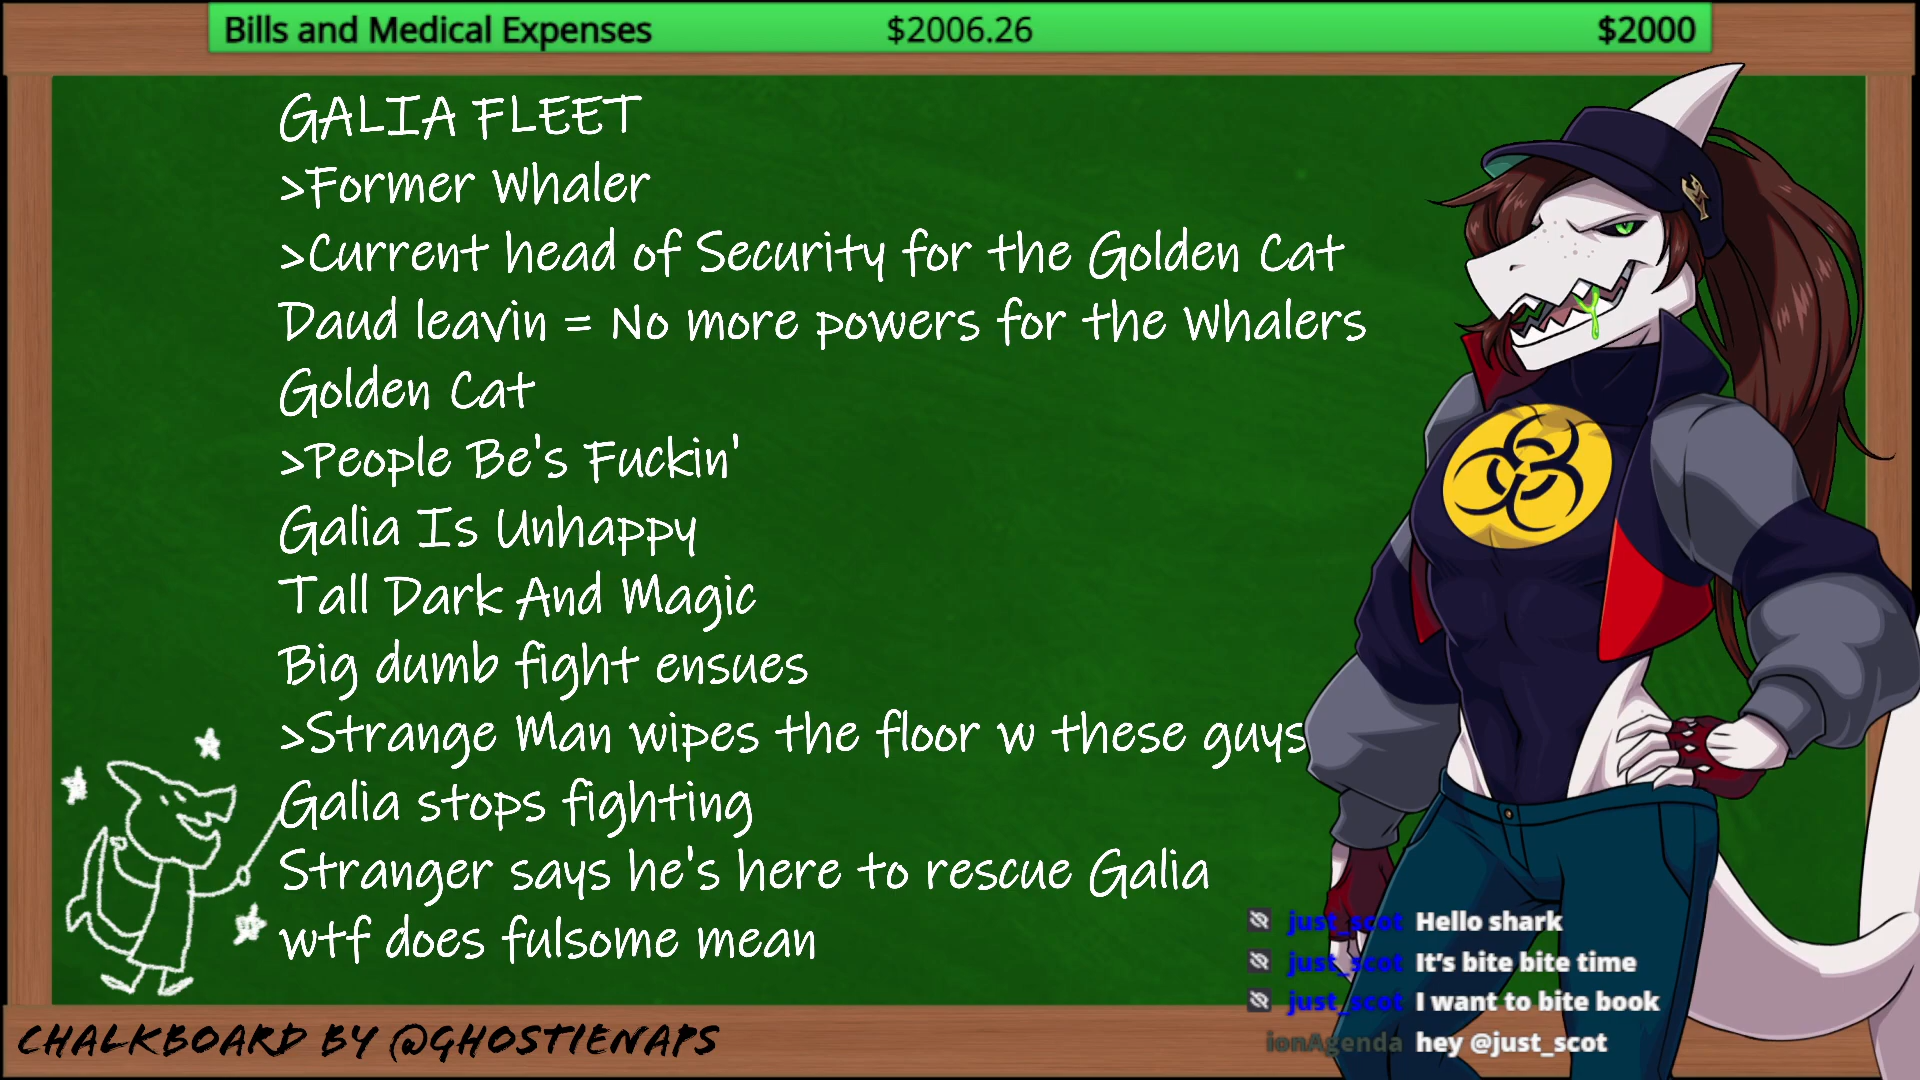 Bills and Medical Expenses $2006.26 $2000
GALIA FLEET
>Former Whaler
>Current head of Security for the Golden Cat
Daud leavin = No more powers for the Whalers
Golden Cat
>People Be's Fuckin'
Galia Is Unhappy
Tall Dark And Magic
Big dumb fight ensues
>Strange Man wipes the floor w these guys
Galia stops fighting
Stranger says he's here to rescue Galia
wtf does fulsome mean
just_scot Hello shark
just_scot It's bite bite time
just_scot I want to bite book
ionAgenda hey @just_scot
CHALKBOARD BY @GHOSTIENAPS